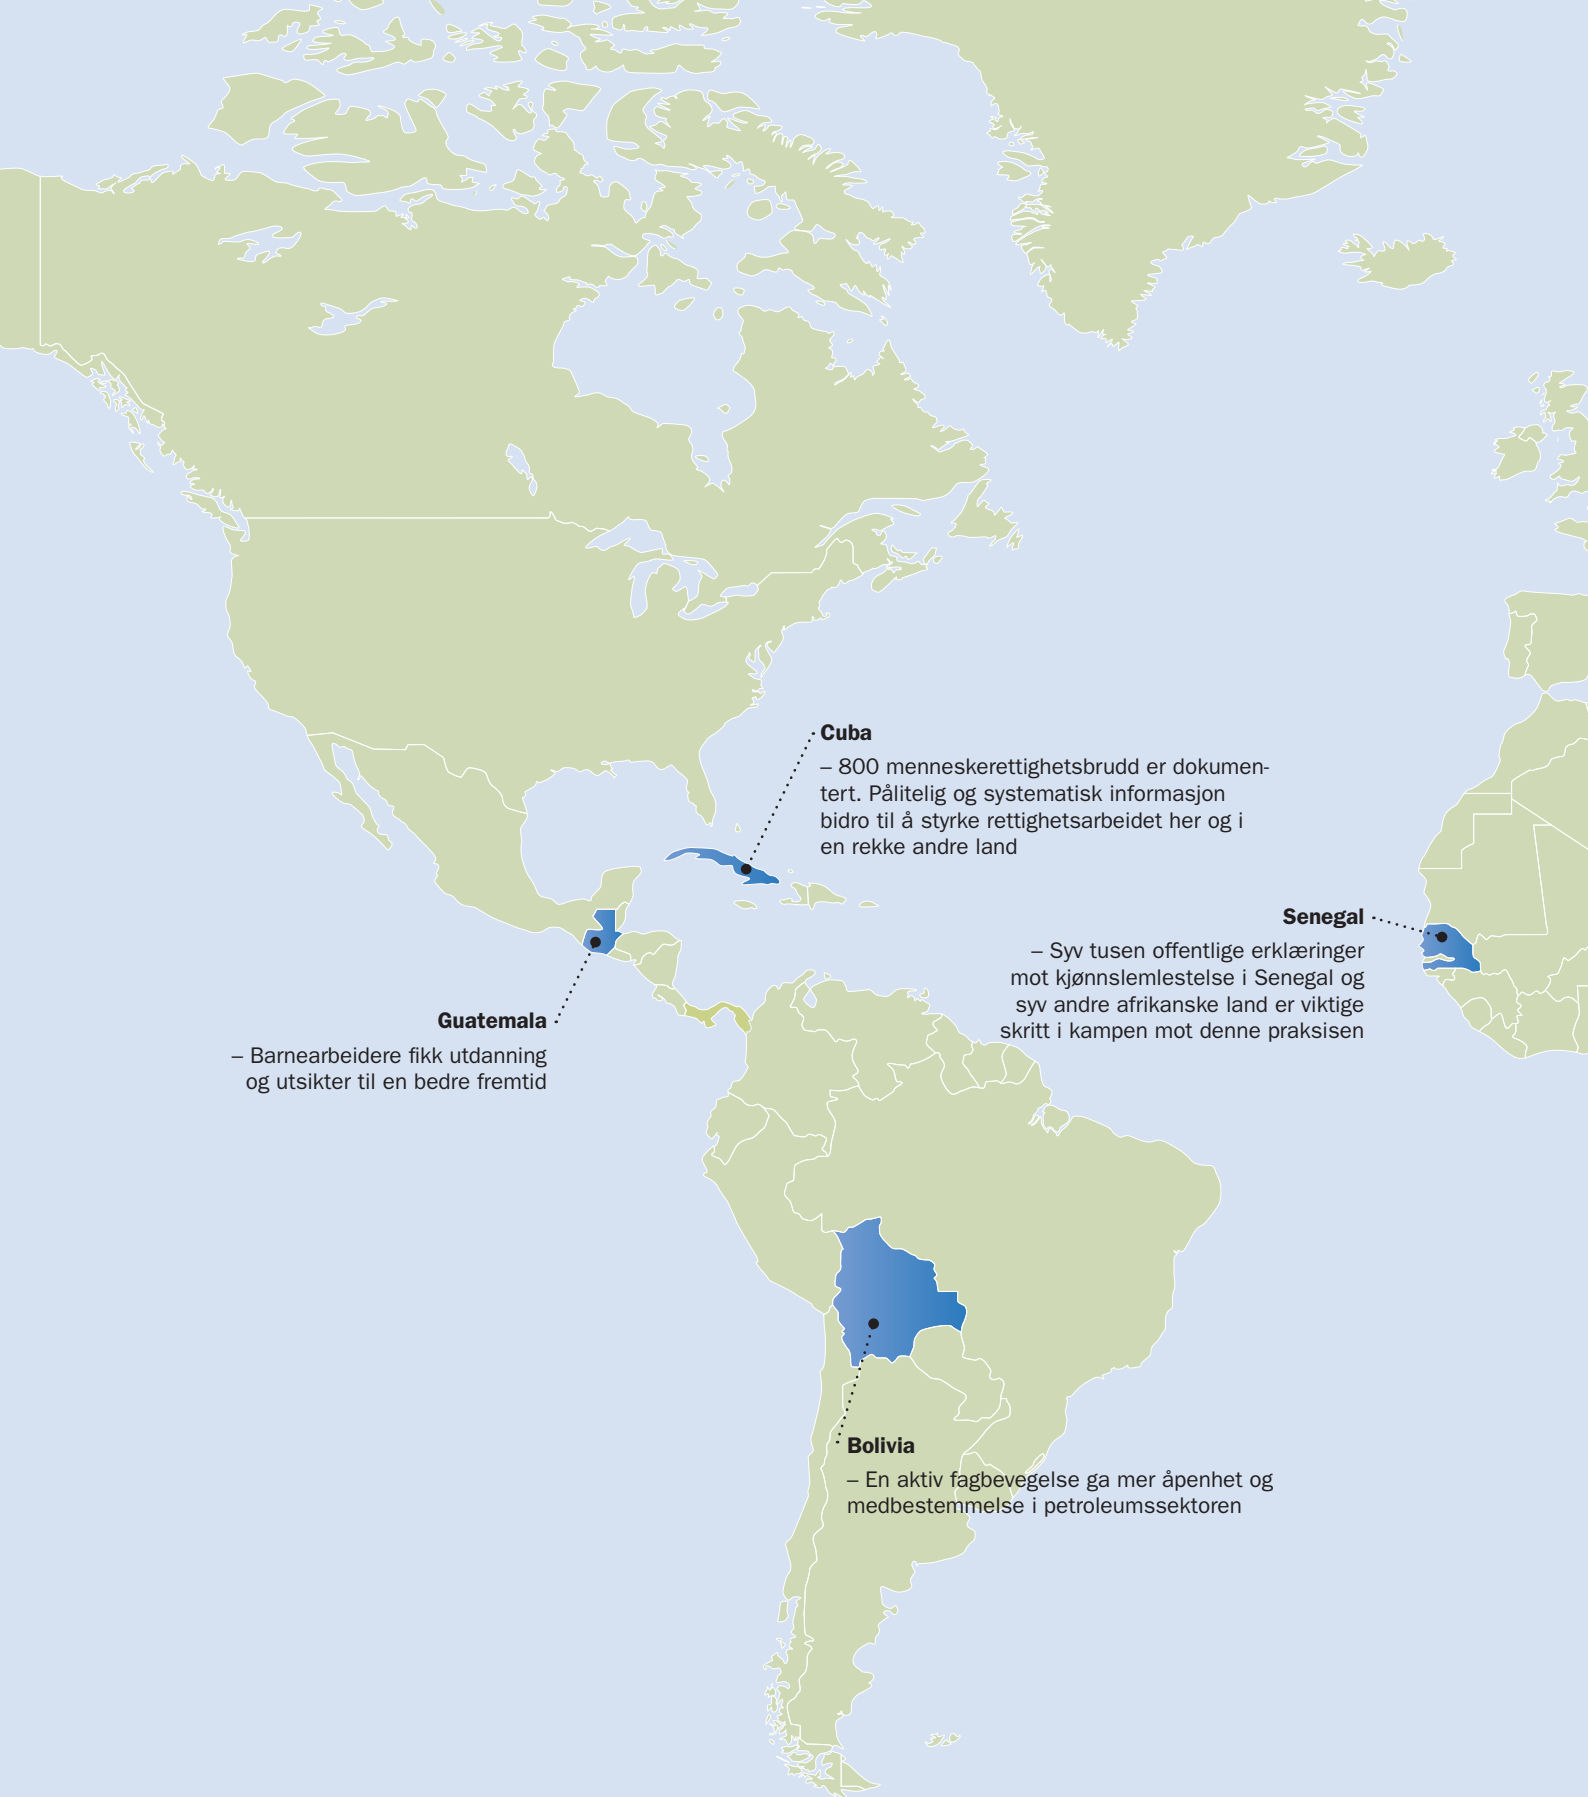 Cuba
– 800 menneskerettighetsbrudd er dokumen-
tert. Pålitelig og systematisk informasjon
bidro til å styrke rettighetsarbeidet her og i
en rekke andre land
Senegal
– Syv tusen offentlige erklæringer
mot kjønnslemlestelse i Senegal og
syv andre afrikanske land er viktige
skritt i kampen mot denne praksisen
Guatemala
– Barnearbeidere fikk utdanning
og utsikter til en bedre fremtid
Bolivia
– En aktiv fagbevegelse ga mer åpenhet og
medbestemmelse i petroleumssektoren